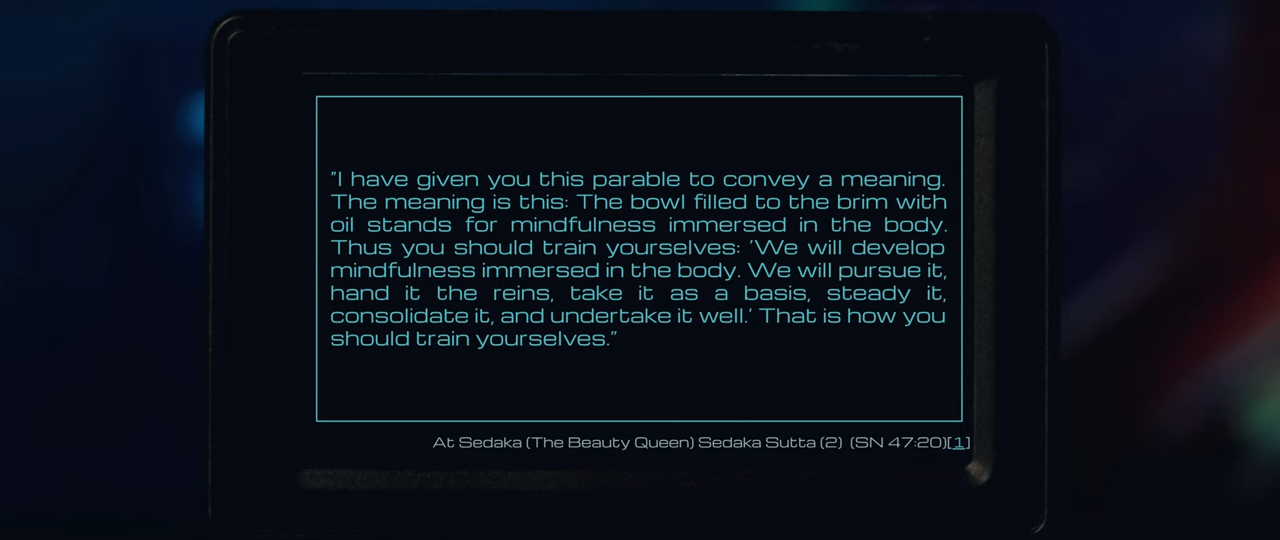 "I have given you this parable to convey a meaning.
The meaning is this: The bowl filled to the brim with
oil stands for mindfulness immersed in the body.
Thus you should train yourselves: 'We will develop
mindfulness immersed in the body. We will pursue it,
hand it the reins, take it as a basis, steady it,
consolidate it, and undertake it well.' That is how you
should train yourselves."
At Sedaka (The Beauty Queen) Sedaka Sutta (2) (SN 47:20)[1]